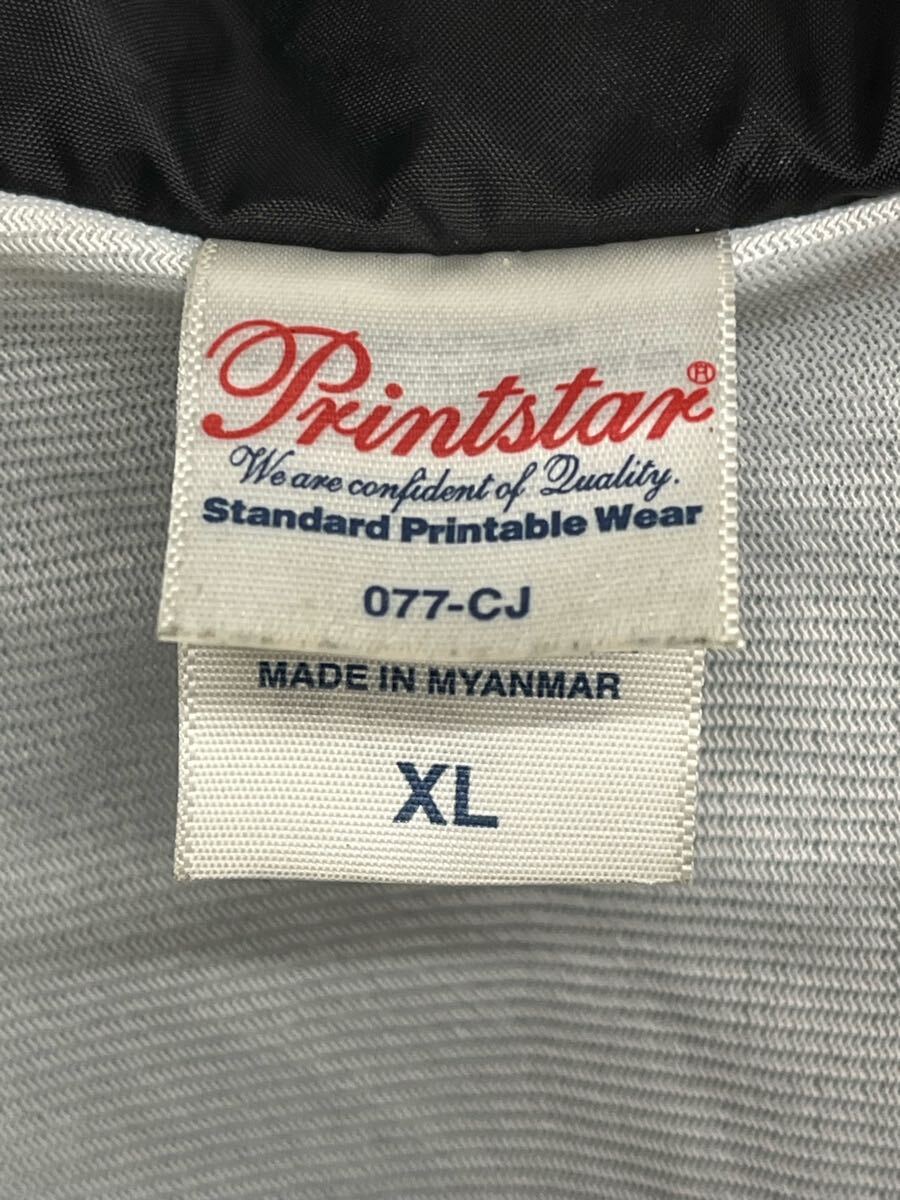 Printstar®
We are confident of Quality.
Standard Printable Wear
077-CJ
MADE IN MYANMAR
XL